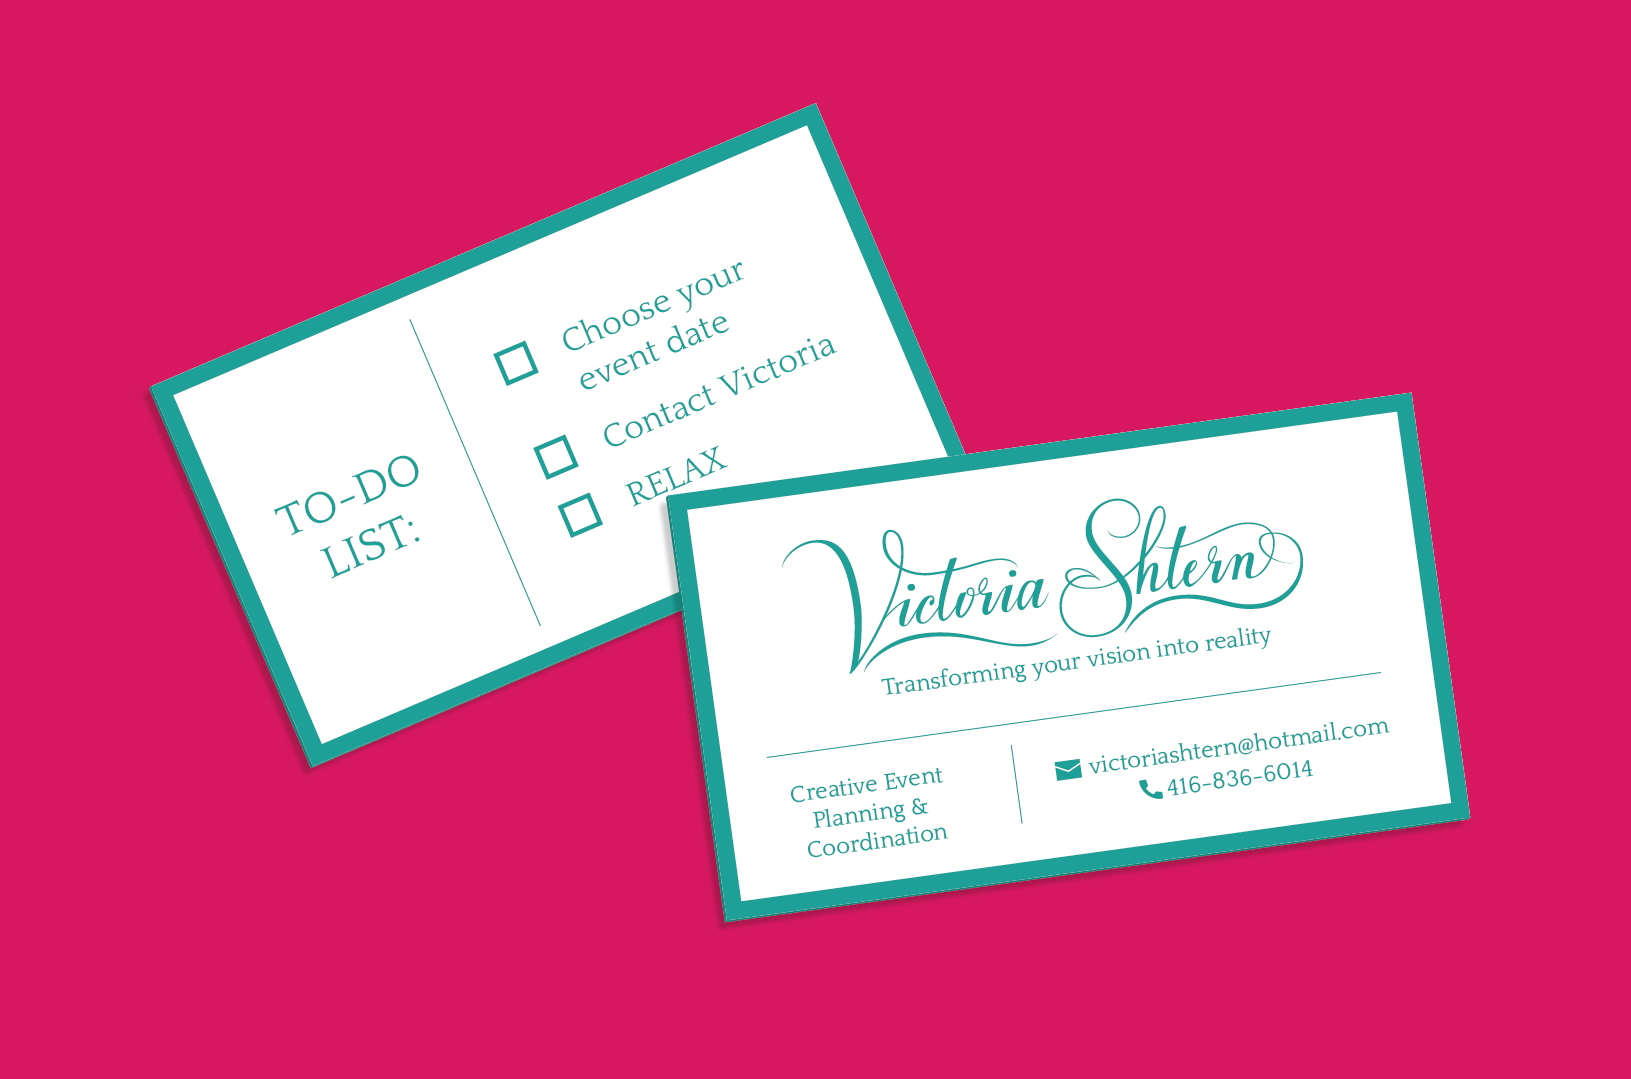 TO-DO
LIST:
Choose your
event date
Contact Victoria
RELAX
Victoria Shtern
Transforming your vision into reality
Creative Event
Planning &
Coordination
victoriashtern@hotmail.com
416-836-6014